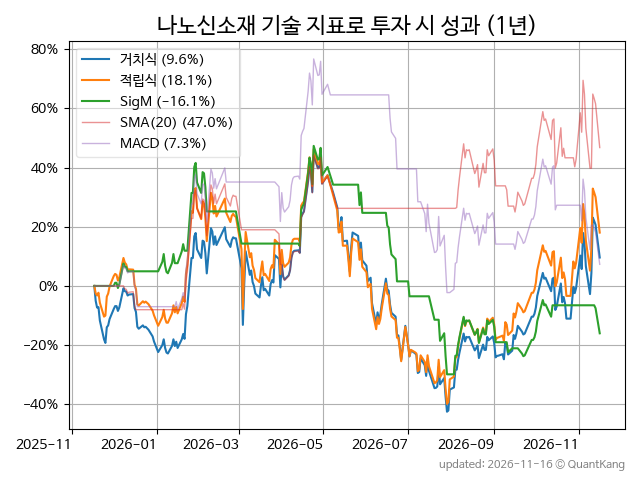 나노신소재 기술 지표로 투자 시 성과 (1년)
80%
60%
40%
20%
0%
−20%
−40%
거치식 (9.6%)
적립식 (18.1%)
SigM (−16.1%)
SMA(20) (47.0%)
MACD (7.3%)
2025-11
2026-01
2026-03
2026-05
2026-07
2026-09
2026-11
updated: 2026-11-16 © QuantKang